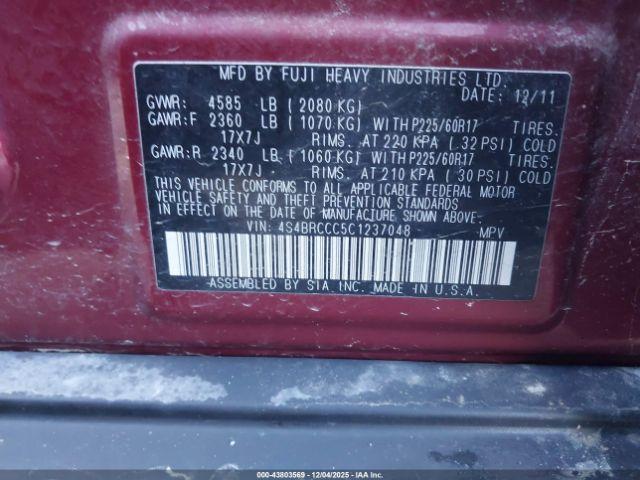 MFD BY FUJI HEAVY INDUSTRIES LTD.
DATE: 12/11
GVWR: 4585 LB (2080 KG)
GAWR:F 2360 LB (1070 KG) WITH P225/60R17 TIRES.
17X7J RIMS. AT 220 KPA (32 PSI) COLD
GAWR:R 2340 LB (1060 KG) WITH P225/60R17 TIRES.
17X7J RIMS. AT 210 KPA (30 PSI) COLD
THIS VEHICLE CONFORMS TO ALL APPLICABLE FEDERAL MOTOR
VEHICLE SAFETY AND THEFT PREVENTION STANDARDS
IN EFFECT ON THE DATE OF MANUFACTURE SHOWN ABOVE.
VIN: 4S4BRCCC5C1237048 MPV
ASSEMBLED BY SIA, INC. MADE IN U.S.A.
000-43803569 - 12/04/2025 - IAA Inc.